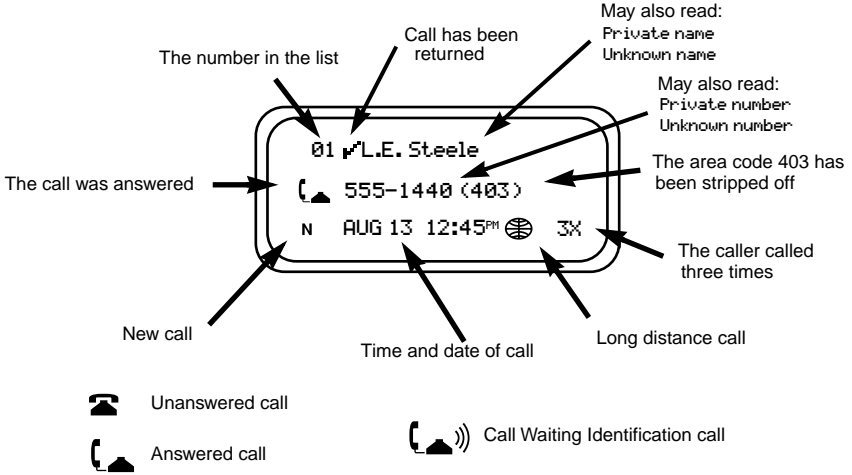 May also read:
Private name
Unknown name
Call has been
returned
The number in the list
May also read:
Private number
Unknown number
01 ✔L.E. Steele
The area code 403 has
been stripped off
The call was answered
555-1440 (403)
N AUG 13 12:45PM 3X
The caller called
three times
New call
Time and date of call
Long distance call
Unanswered call
Answered call
Call Waiting Identification call